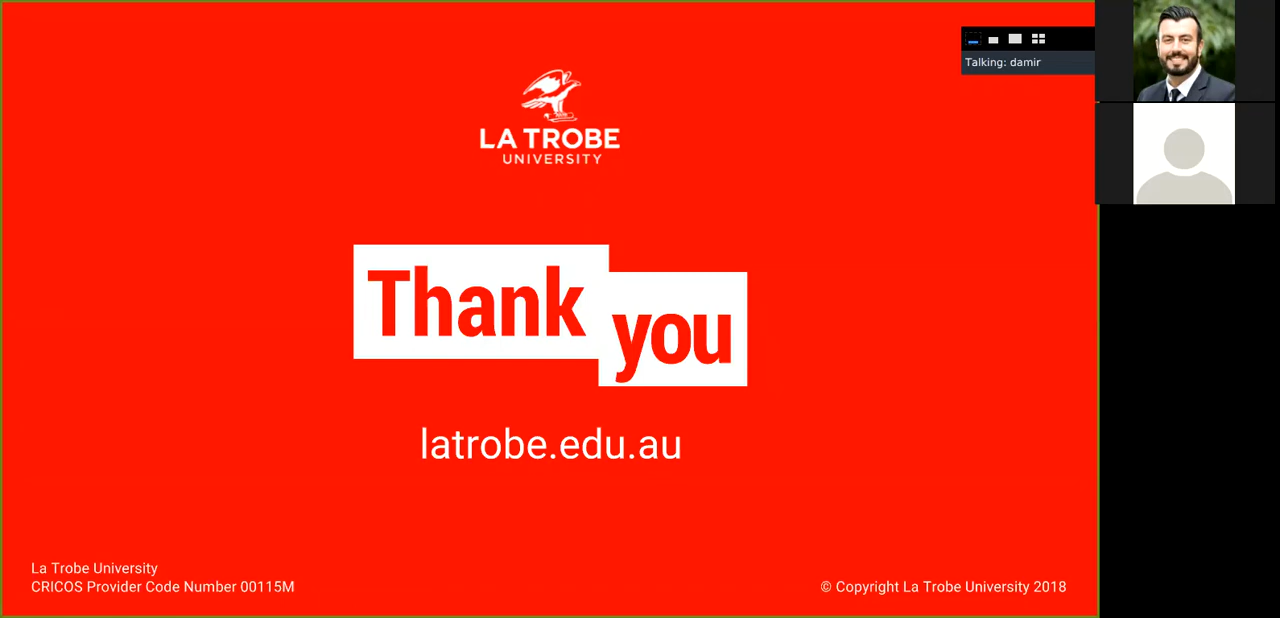 LA TROBE
UNIVERSITY
Talking: damir
Thank
you
latrobe.edu.au
La Trobe University
CRICOS Provider Code Number 00115M
© Copyright La Trobe University 2018